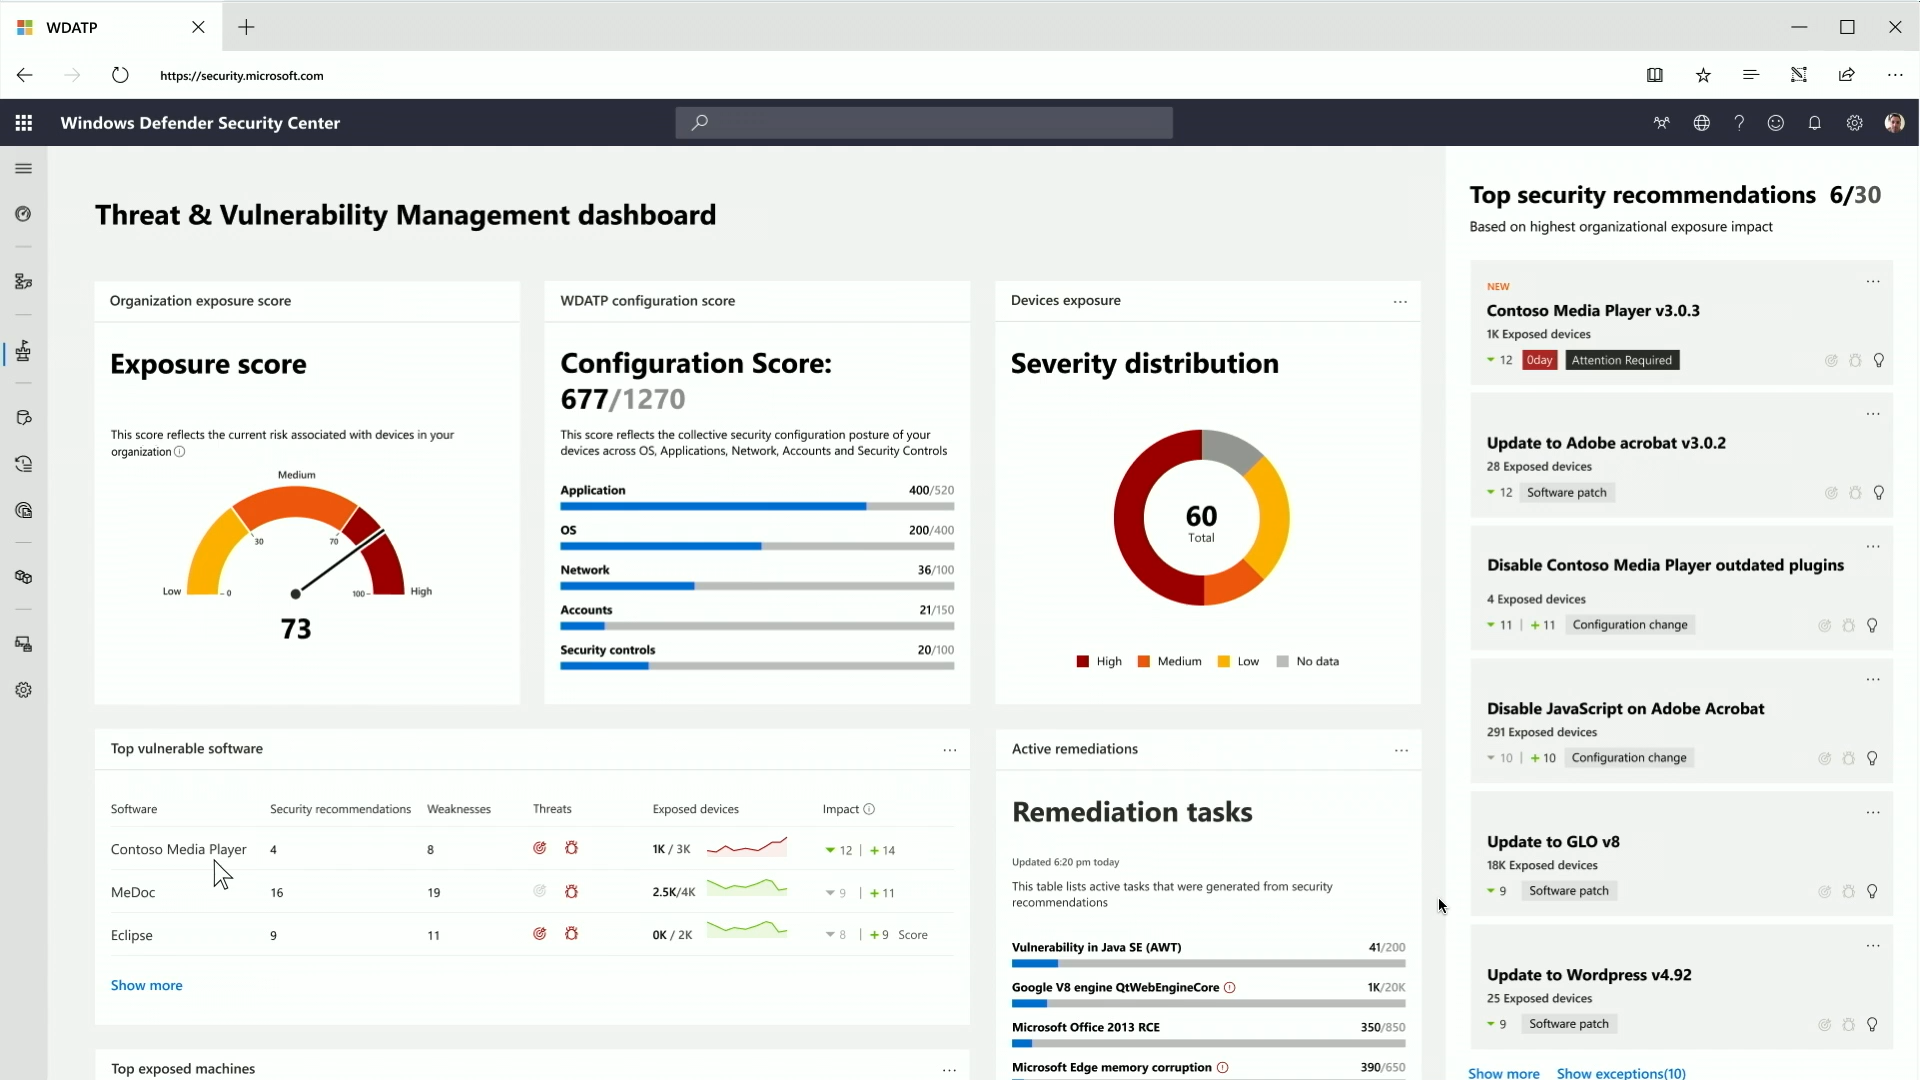 WDATP
https://security.microsoft.com
Windows Defender Security Center
Threat & Vulnerability Management dashboard
Organization exposure score
Exposure score
This score reflects the current risk associated with devices in your
organization
Medium
30
70
Low
0
100
High
73
WDATP configuration score
Configuration Score:
677/1270
This score reflects the collective security configuration posture of your
devices across OS, Applications, Network, Accounts and Security Controls
Application 400/520
OS 200/400
Network 36/100
Accounts 21/150
Security controls 20/100
Devices exposure ...
Severity distribution
60
Total
High Medium Low No data
Top vulnerable software ...
Software Security recommendations Weaknesses Threats Exposed devices Impact
Contoso Media Player 4 8 1K / 3K 12 | +14
MeDoc 16 19 2.5K/4K 9 | +11
Eclipse 9 11 0K / 2K 8 | +9 Score
Show more
Top exposed machines ...
Active remediations ...
Remediation tasks
Updated 6:20 pm today
This table lists active tasks that were generated from security
recommendations
Vulnerability in Java SE (AWT) 41/200
Google V8 engine QtWebEngineCore 1K/20K
Microsoft Office 2013 RCE 350/850
Microsoft Edge memory corruption 390/650
Top security recommendations 6/30
Based on highest organizational exposure impact
NEW
Contoso Media Player v3.0.3
1K Exposed devices
12 0day Attention Required
Update to Adobe acrobat v3.0.2
28 Exposed devices
12 Software patch
Disable Contoso Media Player outdated plugins
4 Exposed devices
11 | +11 Configuration change
Disable JavaScript on Adobe Acrobat
291 Exposed devices
10 | +10 Configuration change
Update to GLO v8
18K Exposed devices
9 Software patch
Update to Wordpress v4.92
25 Exposed devices
9 Software patch
Show more Show exceptions(10)